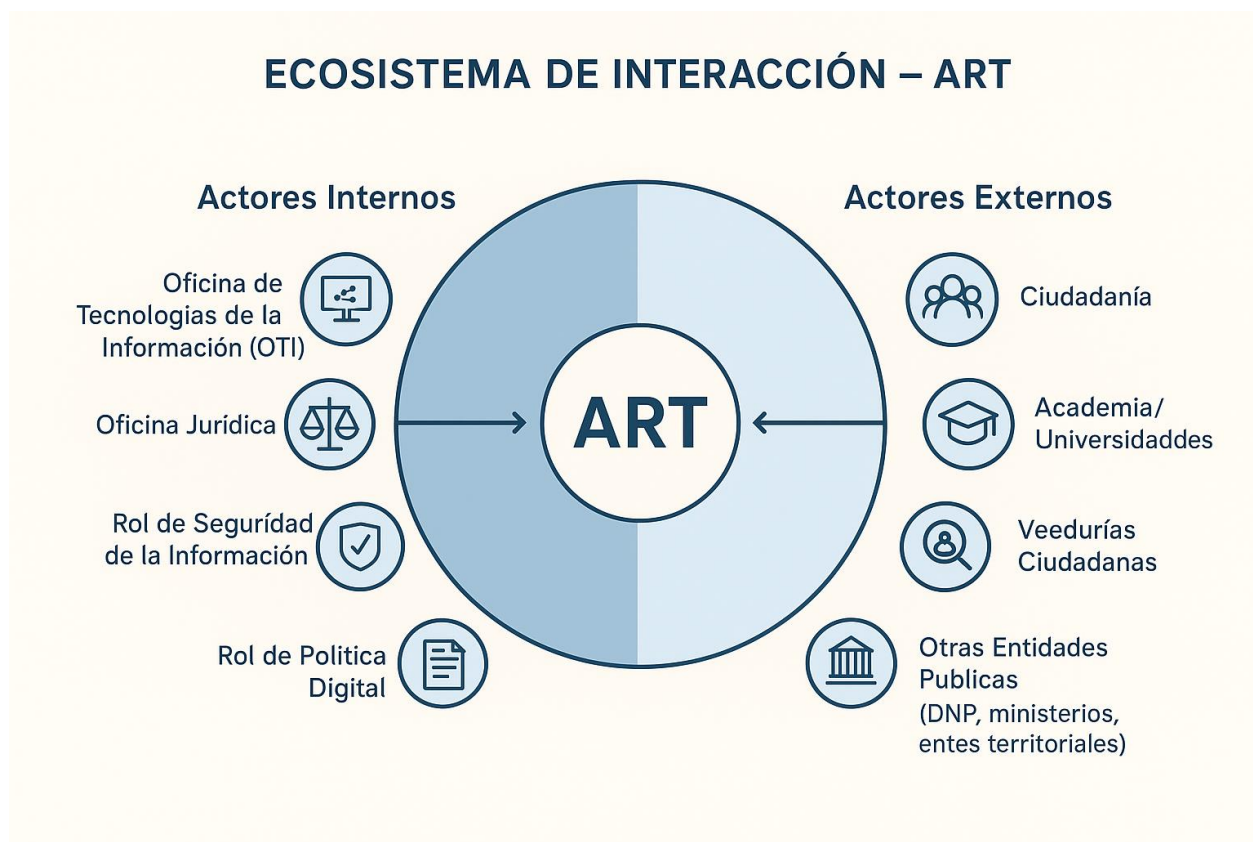 ECOSISTEMA DE INTERACCIÓN – ART
Actores Internos
Oficina de
Tecnologias de la
Información (OTI)
Oficina Jurídica
Rol de Segurídad
de la Información
Rol de Politica
Digital
ART
Actores Externos
Ciudadanía
Academia/
Universidaddes
Veedurías
Ciudadanas
Otras Entidades
Publicas
(DNP, ministerios,
entes territoriales)